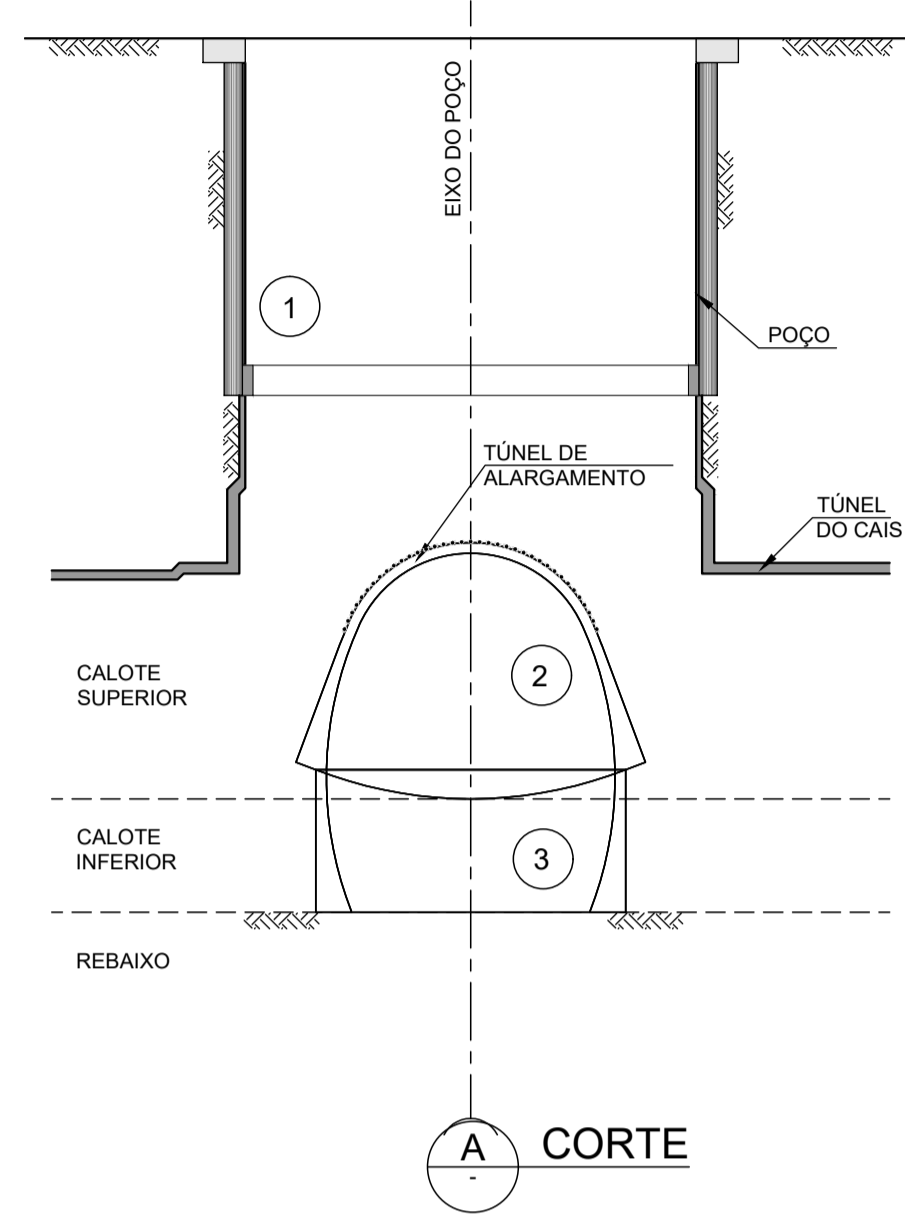 EIXO DO POÇO
1
POÇO
TÚNEL DE
ALARGAMENTO
TÚNEL
DO CAIS
CALOTE
SUPERIOR
2
CALOTE
INFERIOR
3
REBAIXO
A
-
CORTE